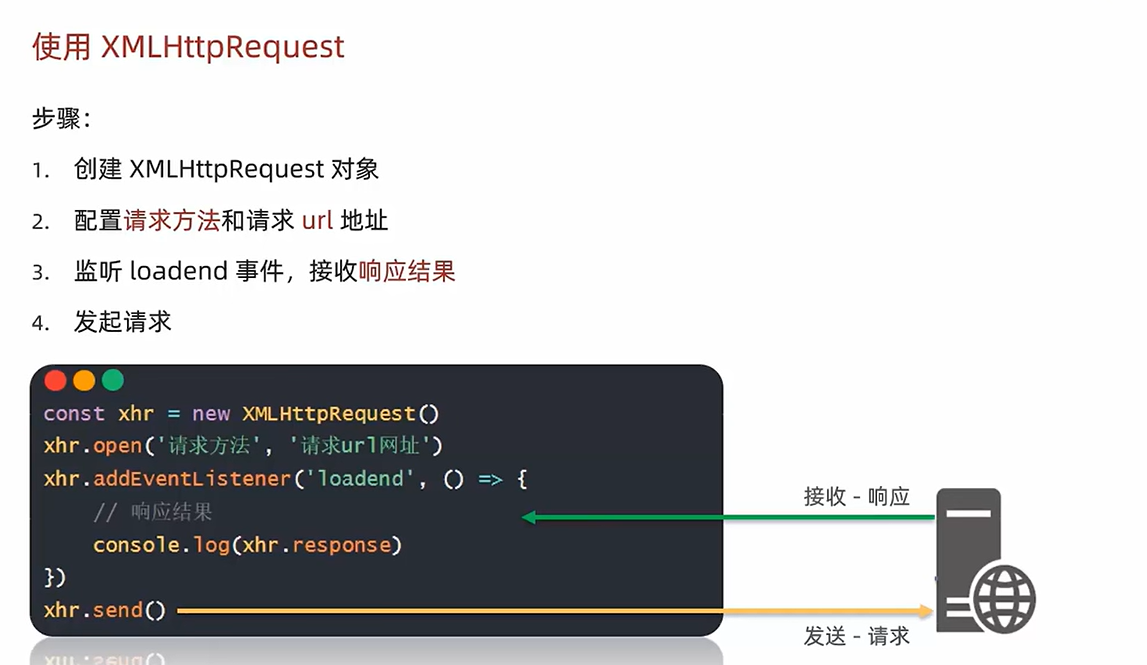 使用 XMLHttpRequest
步骤：
1. 创建 XMLHttpRequest 对象
2. 配置请求方法和请求 url 地址
3. 监听 loadend 事件，接收响应结果
4. 发起请求
const xhr = new XMLHttpRequest()
xhr.open('请求方法', '请求url网址')
xhr.addEventListener('loadend', () => {
// 响应结果
console.log(xhr.response)
})
xhr.send()
接收 - 响应
发送 - 请求
xhr.send()